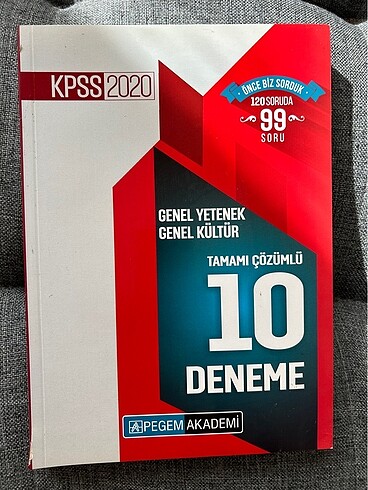 KPSS 2020
ÖNCE BİZ SORDUK
120 SORUDA
99
SORU
GENEL YETENEK
GENEL KÜLTÜR
TAMAMI ÇÖZÜMLÜ
10
DENEME
PEGEM AKADEMİ